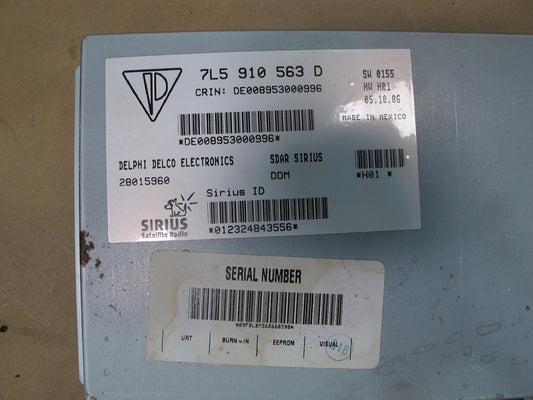 7L5 910 563 D
SW 0155
CRIN: DE008953000996
HW H01
05.10.06
MADE IN MEXICO
*DE008953000996*
DELPHI DELCO ELECTRONICS
SDAR SIRIUS
28015960
DDM
*H01 *
Sirius ID
SIRIUS
Satellite Radio
*012324843556*
SERIAL NUMBER
URT
BURN-IN
EEPROM
VISUAL